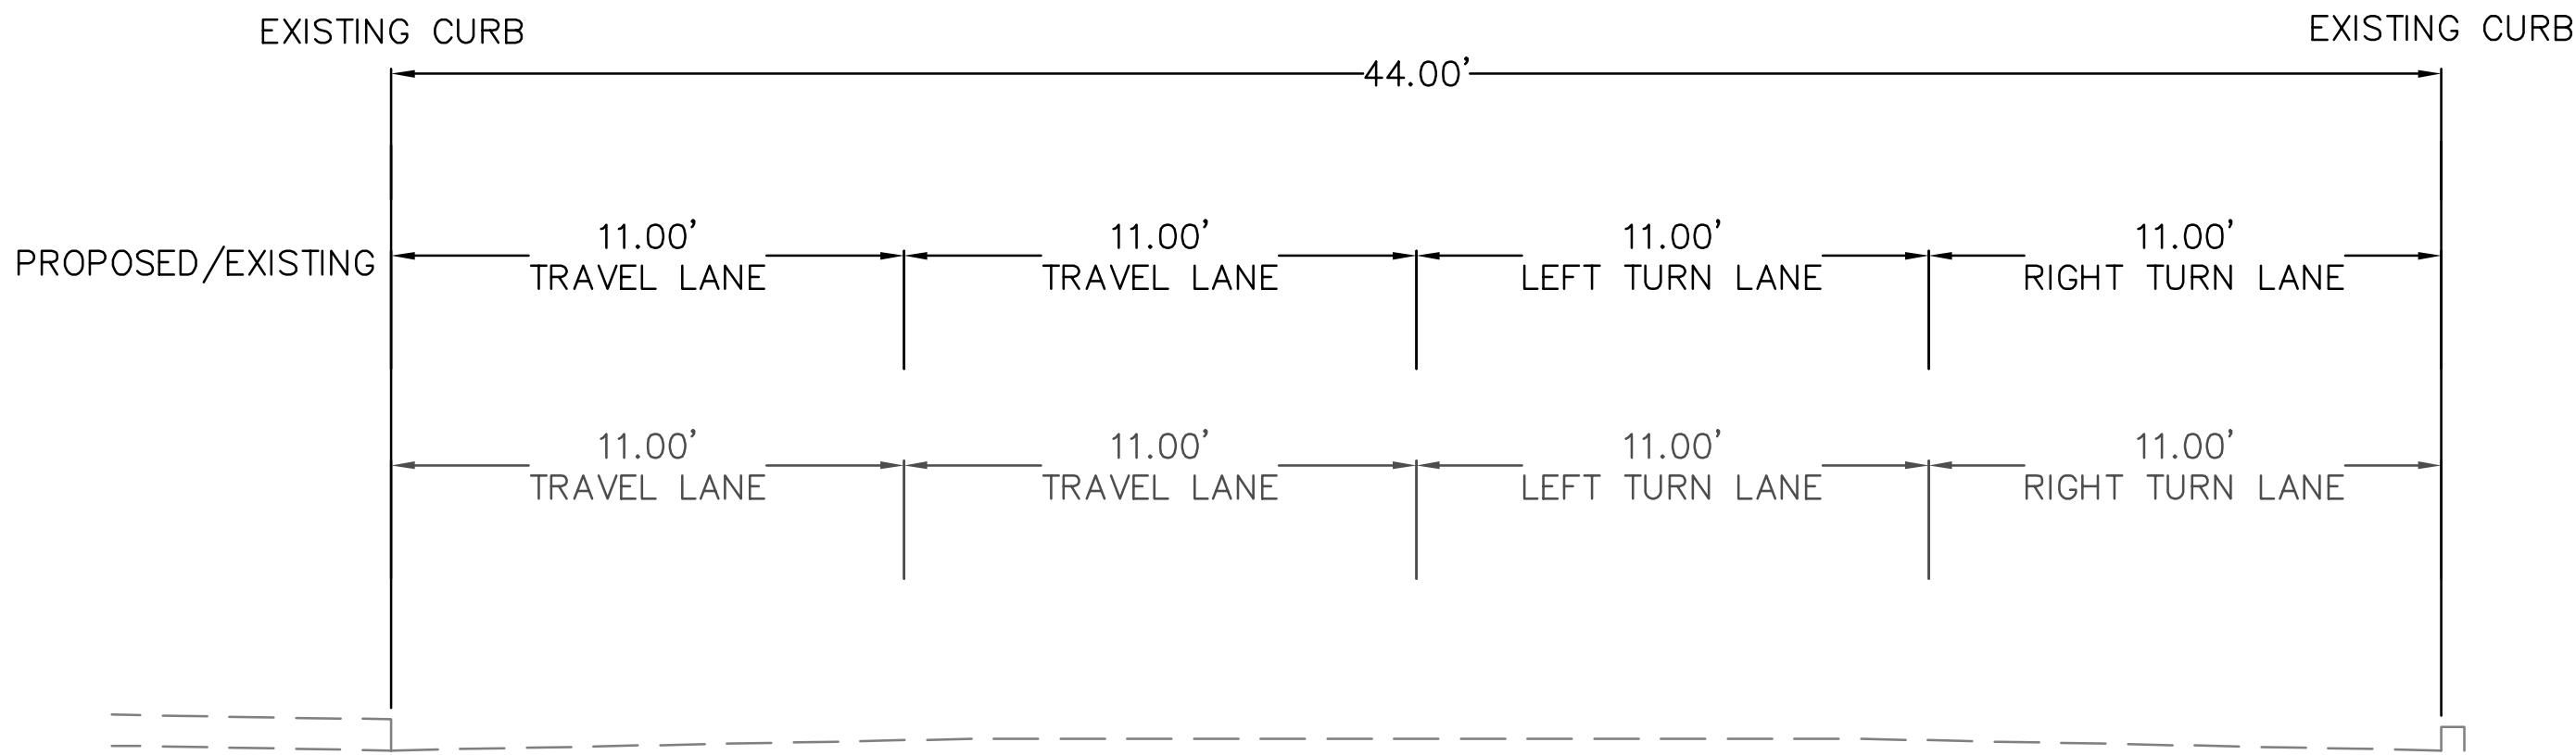 EXISTING CURB
EXISTING CURB
44.00'
11.00'
11.00'
11.00'
11.00'
PROPOSED/EXISTING
TRAVEL LANE
TRAVEL LANE
LEFT TURN LANE
RIGHT TURN LANE
11.00'
11.00'
11.00'
11.00'
TRAVEL LANE
TRAVEL LANE
LEFT TURN LANE
RIGHT TURN LANE